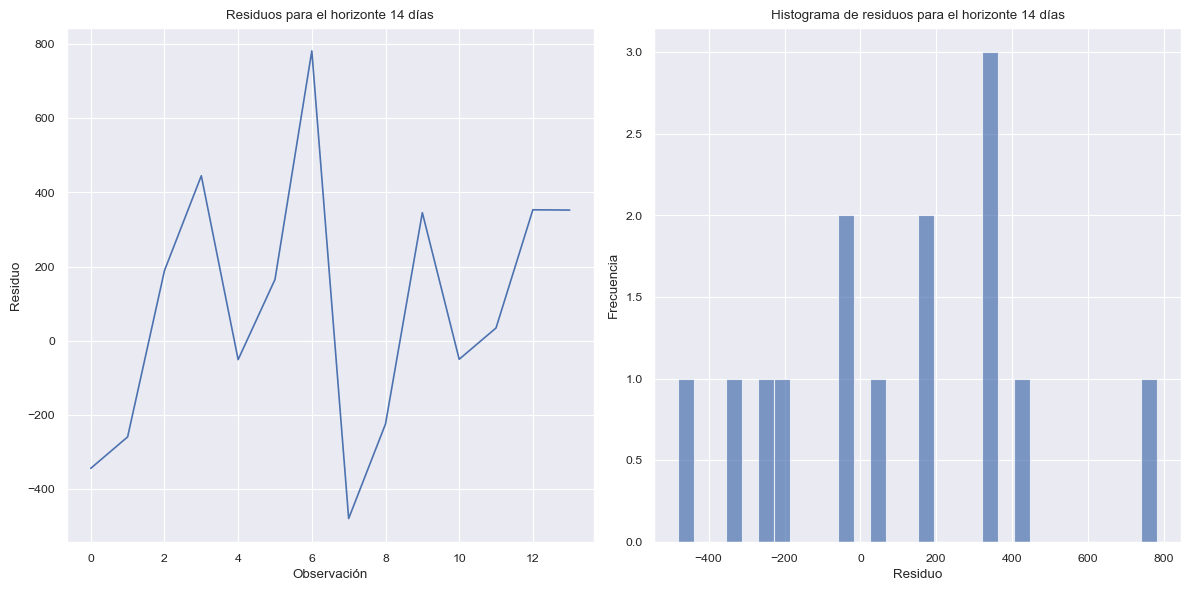 Residuos para el horizonte 14 días
800
600
400
200
0
−200
−400
Residuo
0 2 4 6 8 10 12
Observación
Histograma de residuos para el horizonte 14 días
3.0
2.5
2.0
1.5
1.0
0.5
0.0
Frecuencia
−400 −200 0 200 400 600 800
Residuo